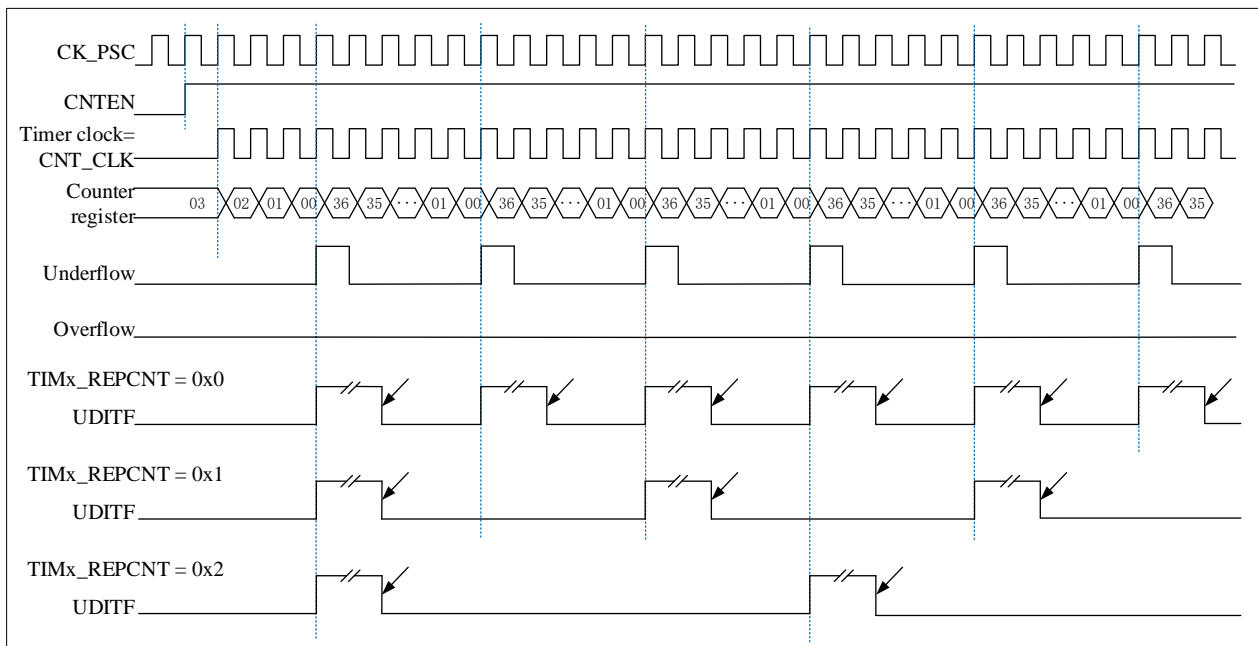 CK_PSC
CNTEN
Timer clock=
CNT_CLK
Counter
register
03 02 01 00 36 35 ··· 01 00 36 35 ··· 01 00 36 35 ··· 01 00 36 35 ··· 01 00 36 35 ··· 01 00 36 35
Underflow
Overflow
TIMx_REPCNT = 0x0
UDITF
TIMx_REPCNT = 0x1
UDITF
TIMx_REPCNT = 0x2
UDITF